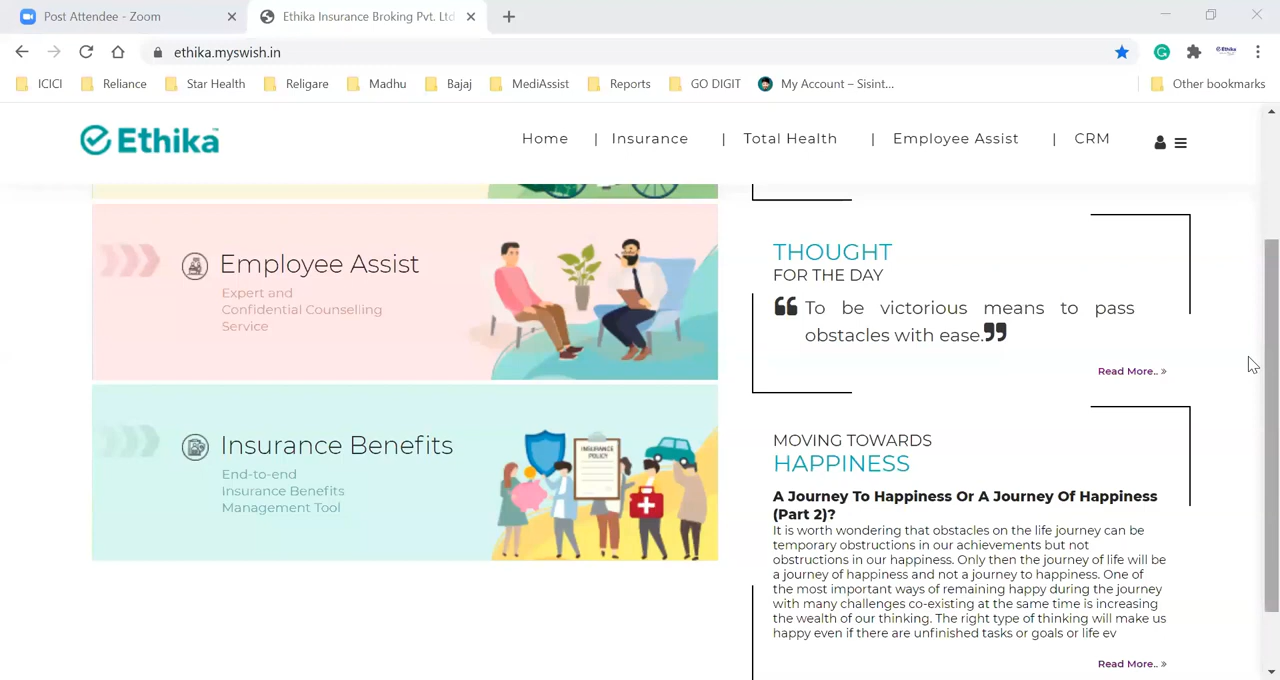 Post Attendee - Zoom
Ethika Insurance Broking Pvt. Ltd
ethika.myswish.in
ICICI
Reliance
Star Health
Religare
Madhu
Bajaj
MediAssist
Reports
GO DIGIT
My Account – Sisint...
Other bookmarks
Ethika™
Home | Insurance | Total Health | Employee Assist | CRM
Employee Assist
Expert and
Confidential Counselling
Service
Insurance Benefits
End-to-end
Insurance Benefits
Management Tool
INSURANCE
POLICY
THOUGHT
FOR THE DAY
“To be victorious means to pass
obstacles with ease.”
Read More.. »
MOVING TOWARDS
HAPPINESS
A Journey To Happiness Or A Journey Of Happiness
(Part 2)?
It is worth wondering that obstacles on the life journey can be
temporary obstructions in our achievements but not
obstructions in our happiness. Only then the journey of life will be
a journey of happiness and not a journey to happiness. One of
the most important ways of remaining happy during the journey
with many challenges co-existing at the same time is increasing
the wealth of our thinking. The right type of thinking will make us
happy even if there are unfinished tasks or goals or life ev
Read More.. »